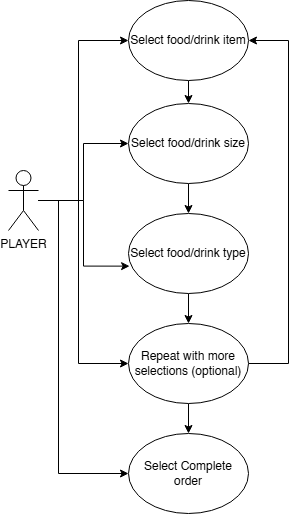 Select food/drink item
Select food/drink size
PLAYER
Select food/drink type
Repeat with more
selections (optional)
Select Complete
order